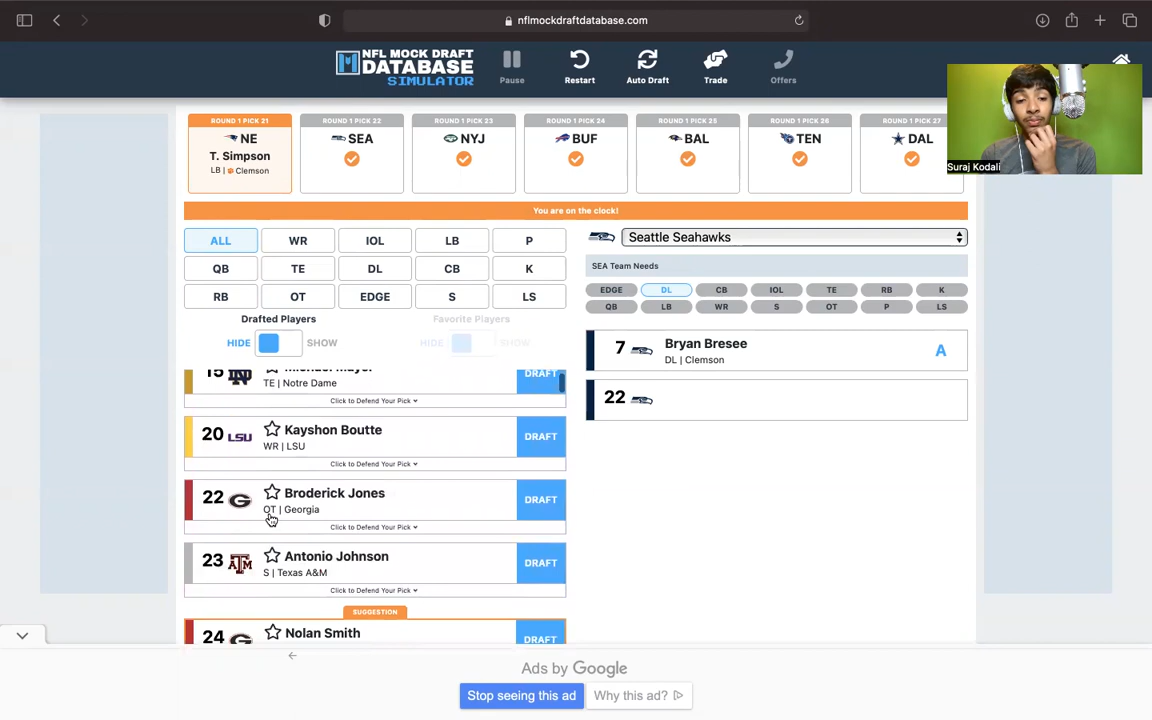 nflmockdraftdatabase.com
NFL MOCK DRAFT
DATABASE
SIMULATOR
Pause
Restart
Auto Draft
Trade
Offers
Suraj Kodali
ROUND 1 PICK 21
NE
T. Simpson
LB | Clemson
ROUND 1 PICK 22
SEA
ROUND 1 PICK 23
NYJ
ROUND 1 PICK 24
BUF
ROUND 1 PICK 25
BAL
ROUND 1 PICK 26
TEN
ROUND 1 PICK 27
DAL
You are on the clock!
ALL WR IOL LB P
QB TE DL CB K
RB OT EDGE S LS
Drafted Players
HIDE SHOW
Favorite Players
HIDE SHOW
15 Michael Mayer
TE | Notre Dame
DRAFT
Click to Defend Your Pick
20 LSU Kayshon Boutte
WR | LSU
DRAFT
Click to Defend Your Pick
22 G Broderick Jones
OT | Georgia
DRAFT
Click to Defend Your Pick
23 ATM Antonio Johnson
S | Texas A&M
DRAFT
Click to Defend Your Pick
SUGGESTION
24 G Nolan Smith
DRAFT
Seattle Seahawks
SEA Team Needs
EDGE DL CB IOL TE RB K
QB LB WR S OT P LS
7 Bryan Bresee
DL | Clemson
A
22
Ads by Google
Stop seeing this ad
Why this ad?